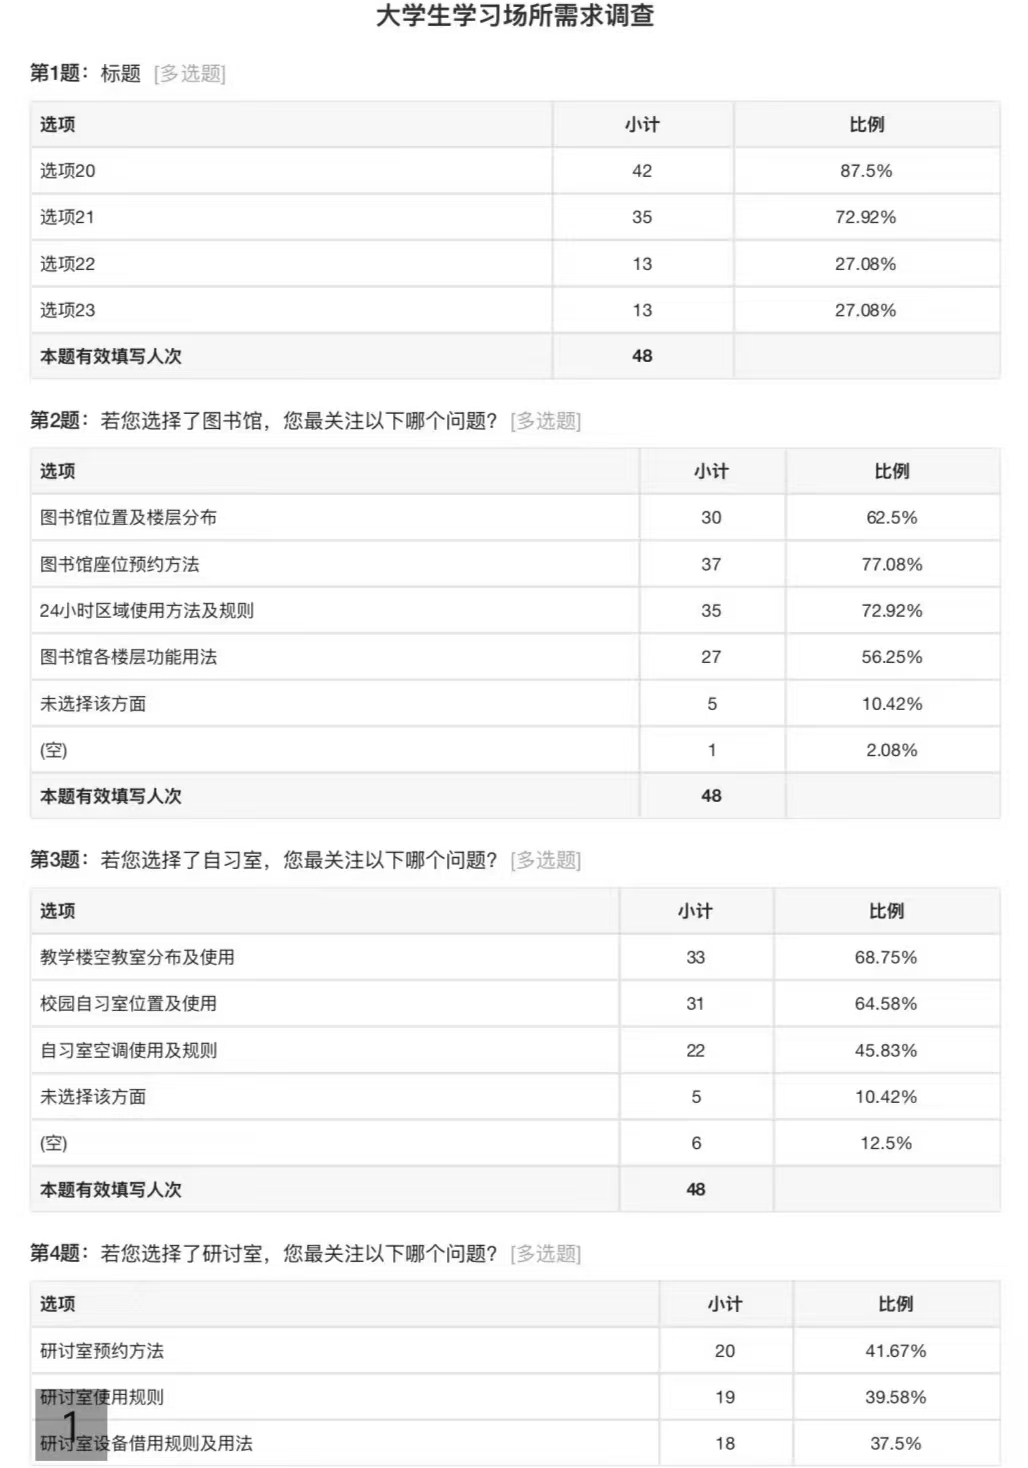 大学生学习场所需求调查
第1题：标题 [多选题]
选项 小计 比例
选项20 42 87.5%
选项21 35 72.92%
选项22 13 27.08%
选项23 13 27.08%
本题有效填写人次 48
第2题：若您选择了图书馆，您最关注以下哪个问题？ [多选题]
选项 小计 比例
图书馆位置及楼层分布 30 62.5%
图书馆座位预约方法 37 77.08%
24小时区域使用方法及规则 35 72.92%
图书馆各楼层功能用法 27 56.25%
未选择该方面 5 10.42%
(空) 1 2.08%
本题有效填写人次 48
第3题：若您选择了自习室，您最关注以下哪个问题？ [多选题]
选项 小计 比例
教学楼空教室分布及使用 33 68.75%
校园自习室位置及使用 31 64.58%
自习室空调使用及规则 22 45.83%
未选择该方面 5 10.42%
(空) 6 12.5%
本题有效填写人次 48
第4题：若您选择了研讨室，您最关注以下哪个问题？ [多选题]
选项 小计 比例
研讨室预约方法 20 41.67%
研讨室使用规则 19 39.58%
1
研讨室设备借用规则及用法 18 37.5%